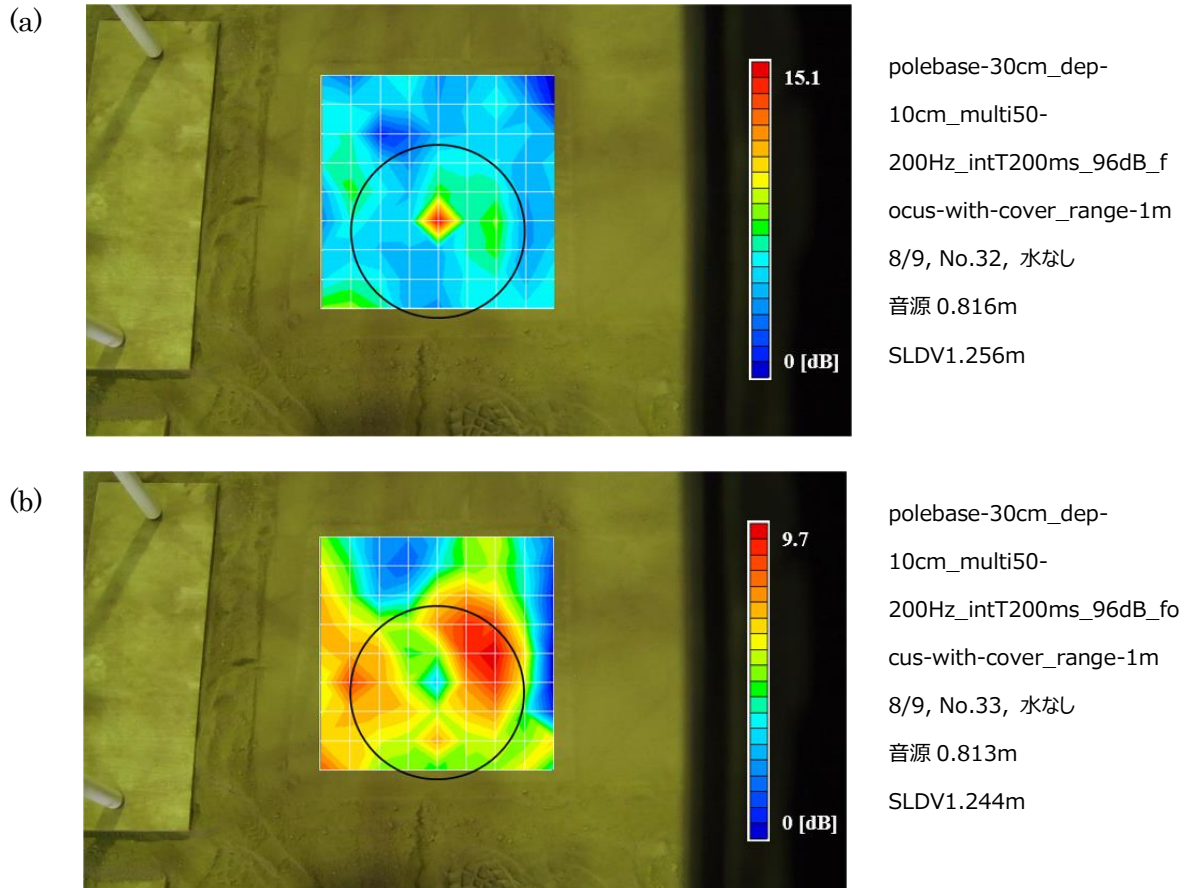 (a)
15.1
0 [dB]
polebase-30cm_dep-
10cm_multi50-
200Hz_intT200ms_96dB_f
ocus-with-cover_range-1m
8/9, No.32, 水なし
音源 0.816m
SLDV1.256m
(b)
9.7
0 [dB]
polebase-30cm_dep-
10cm_multi50-
200Hz_intT200ms_96dB_fo
cus-with-cover_range-1m
8/9, No.33, 水なし
音源 0.813m
SLDV1.244m